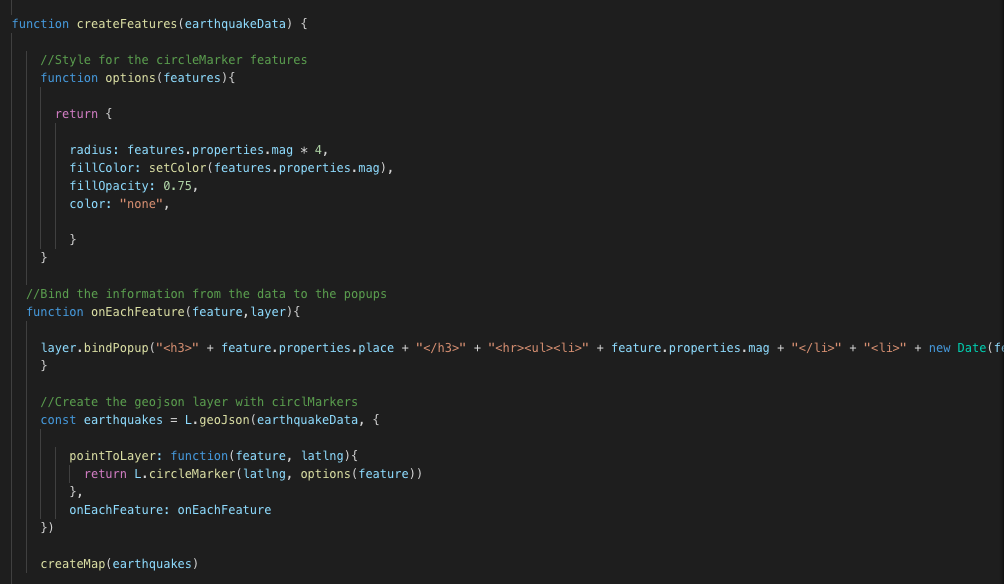 function createFeatures(earthquakeData) {
//Style for the circleMarker features
function options(features){
return {
radius: features.properties.mag * 4,
fillColor: setColor(features.properties.mag),
fillOpacity: 0.75,
color: "none",
}
}
//Bind the information from the data to the popups
function onEachFeature(feature,layer){
layer.bindPopup("<h3>" + feature.properties.place + "</h3>" + "<hr><ul><li>" + feature.properties.mag + "</li>" + "<li>" + new Date(
}
//Create the geojson layer with circlMarkers
const earthquakes = L.geoJson(earthquakeData, {
pointToLayer: function(feature, latlng){
return L.circleMarker(latlng, options(feature))
},
onEachFeature: onEachFeature
})
createMap(earthquakes)